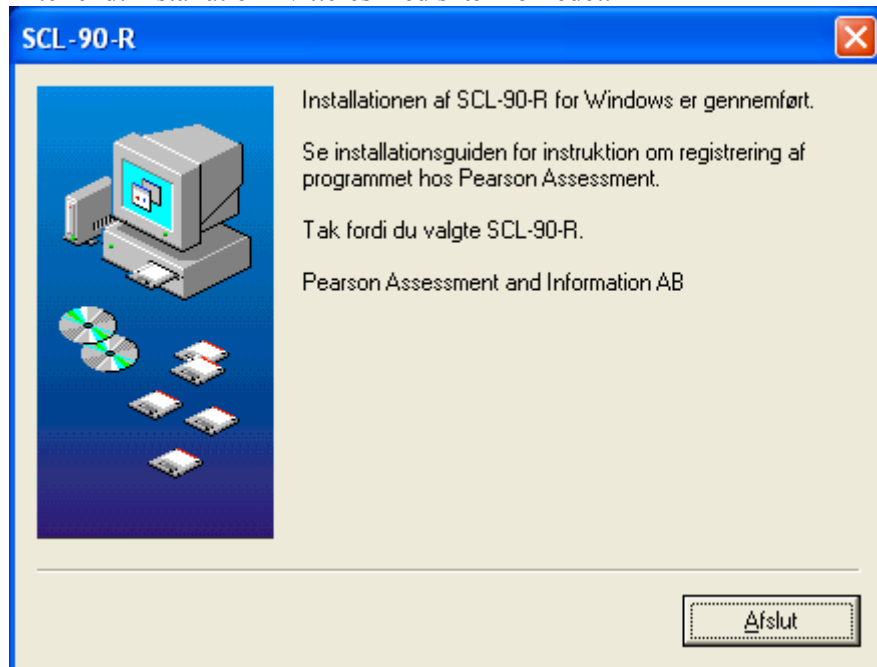 SCL-90-R
Installationen af SCL-90-R for Windows er gennemført.
Se installationsguiden for instruktion om registrering af
programmet hos Pearson Assessment.
Tak fordi du valgte SCL-90-R.
Pearson Assessment and Information AB
Afslut